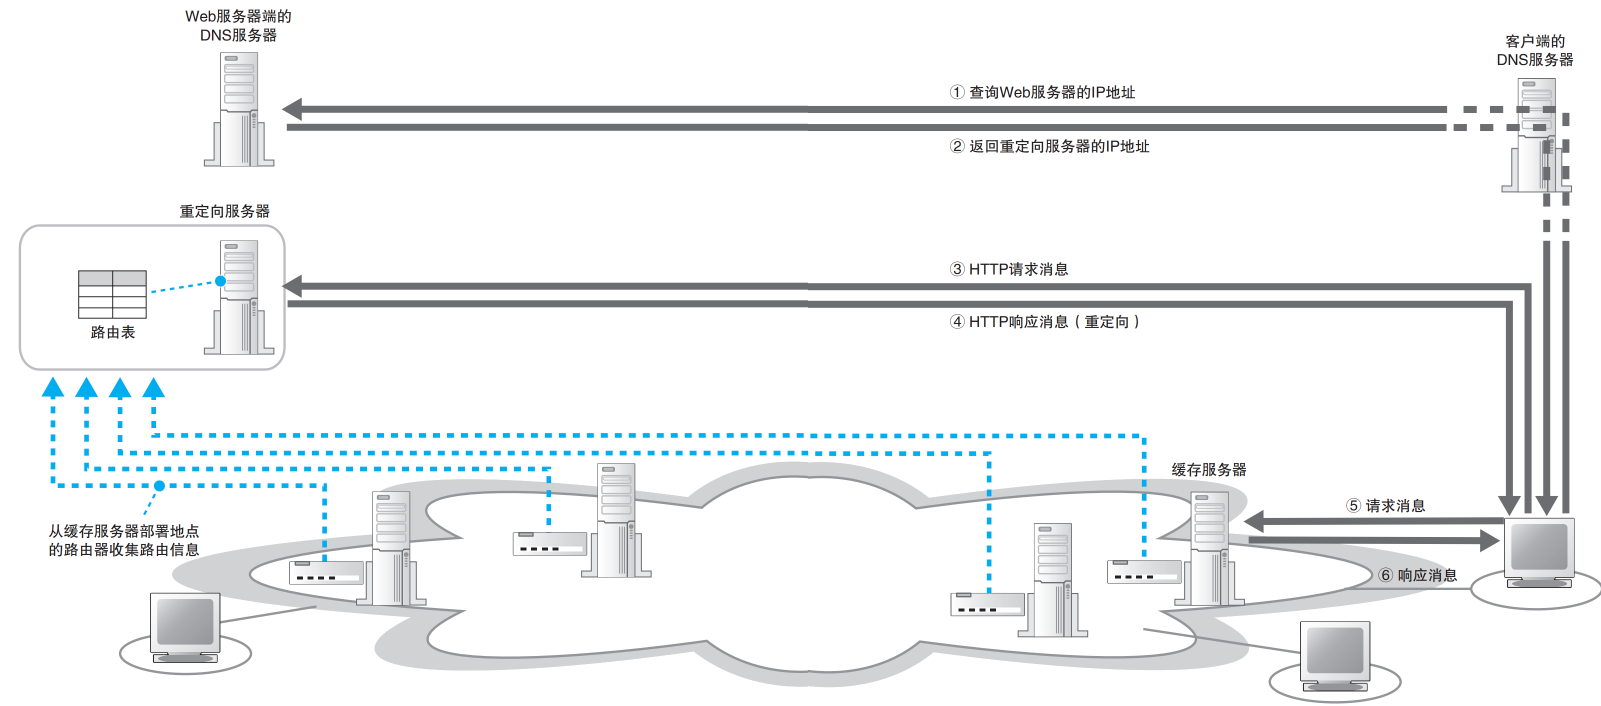 Web服务器端的
DNS服务器
客户端的
DNS服务器
① 查询Web服务器的IP地址
② 返回重定向服务器的IP地址
重定向服务器
路由表
③ HTTP请求消息
④ HTTP响应消息（重定向）
缓存服务器
⑤ 请求消息
从缓存服务器部署地点
的路由器收集路由信息
⑥ 响应消息